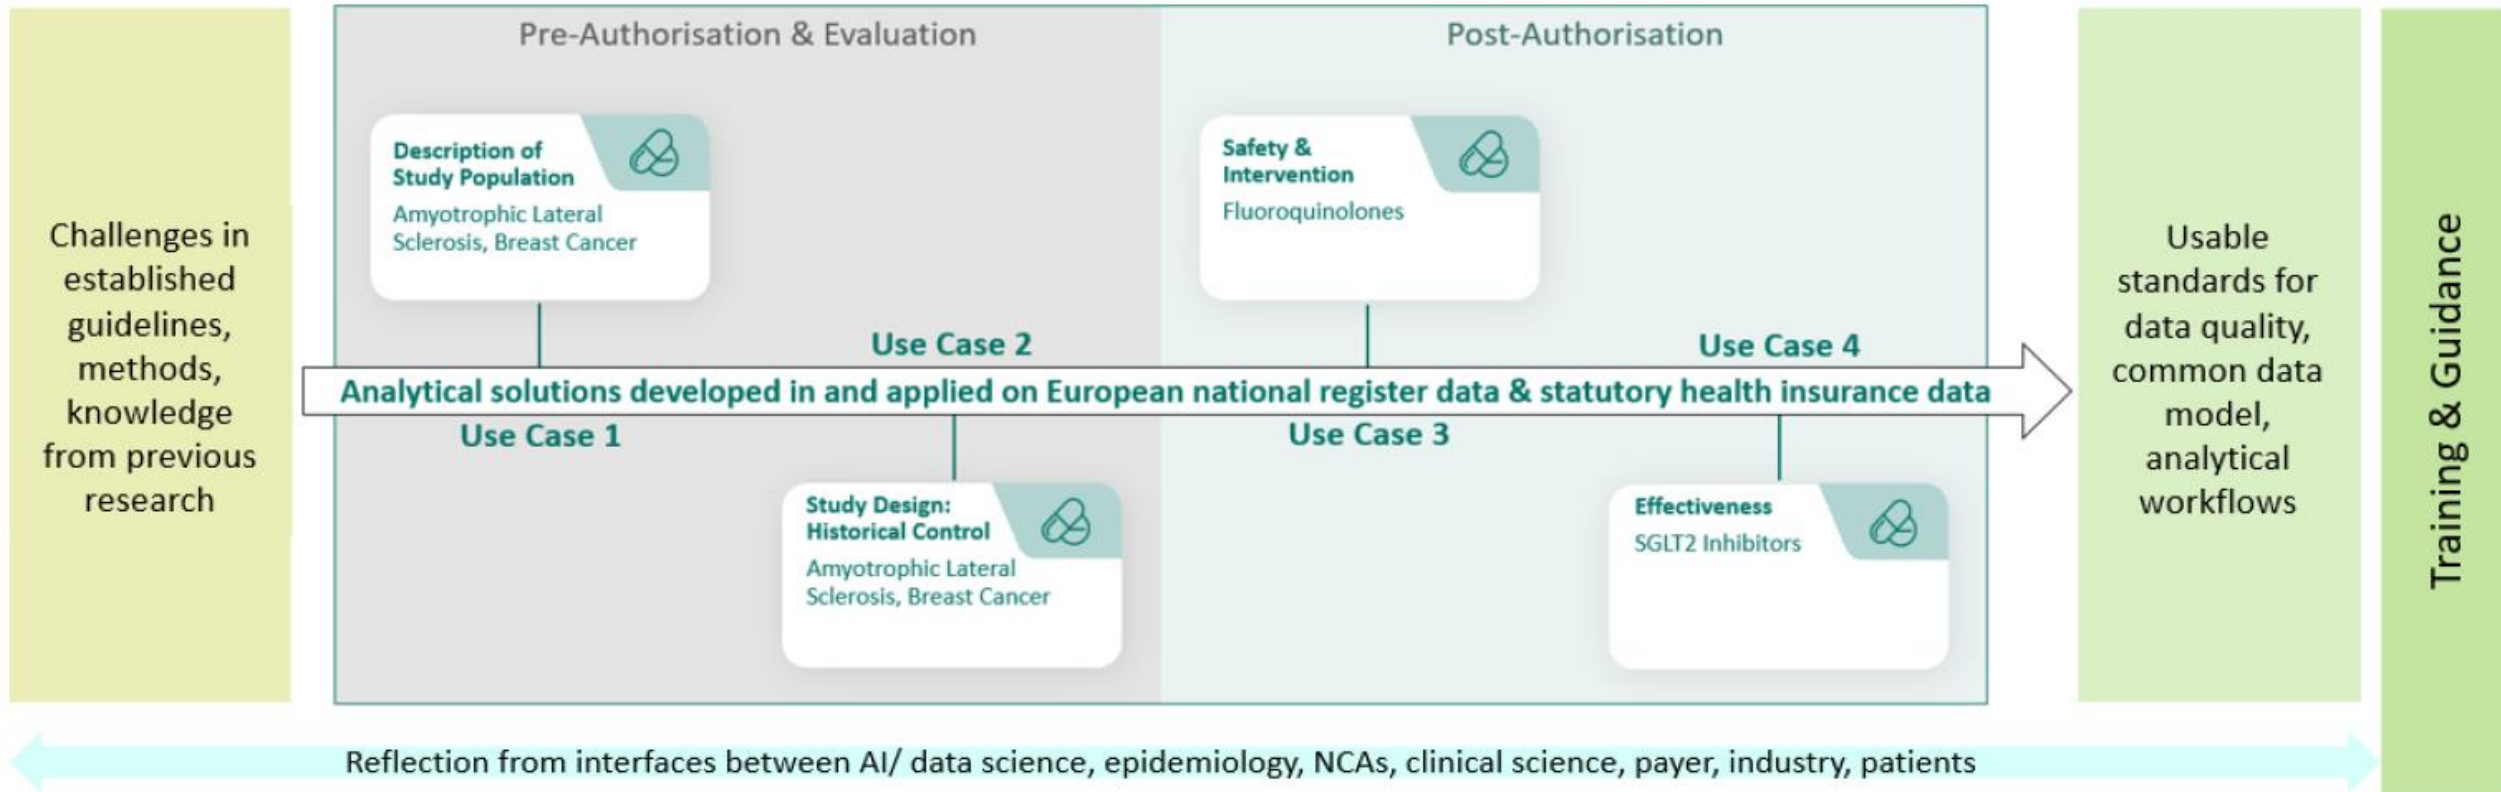 Challenges in
established
guidelines,
methods,
knowledge
from previous
research
Pre-Authorisation & Evaluation
Description of
Study Population
Amyotrophic Lateral
Sclerosis, Breast Cancer
Use Case 2
Post-Authorisation
Safety &
Intervention
Fluoroquinolones
Use Case 4
Analytical solutions developed in and applied on European national register data & statutory health insurance data
Use Case 1
Study Design:
Historical Control
Amyotrophic Lateral
Sclerosis, Breast Cancer
Use Case 3
Effectiveness
SGLT2 Inhibitors
Usable
standards for
data quality,
common data
model,
analytical
workflows
Training & Guidance
Reflection from interfaces between AI/ data science, epidemiology, NCAs, clinical science, payer, industry, patients